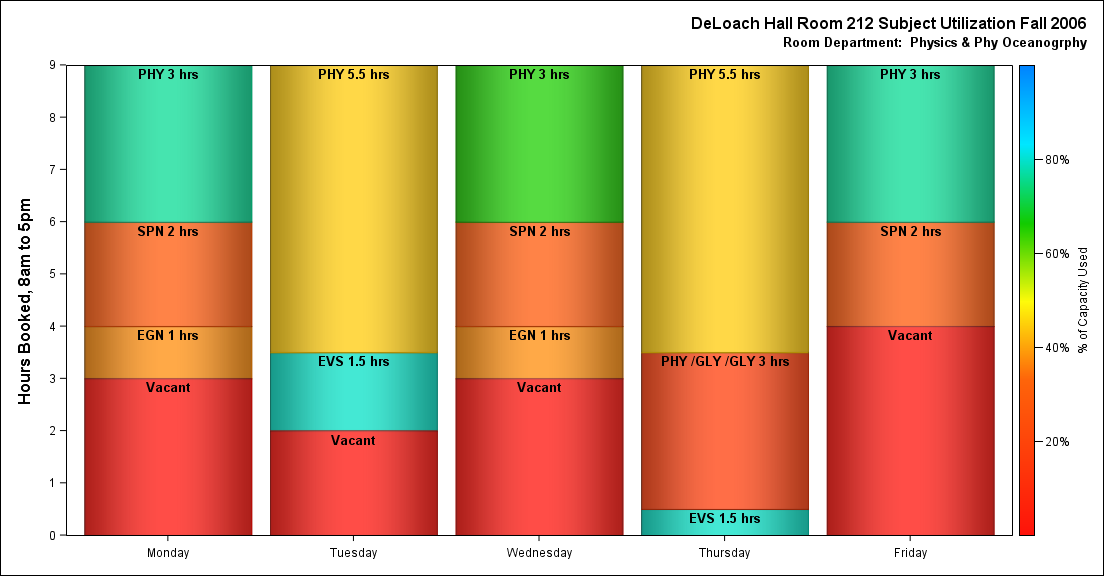 DeLoach Hall Room 212 Subject Utilization Fall 2006
Room Department:  Physics & Phy Oceanogrphy
Hours Booked, 8am to 5pm
9
8
7
6
5
4
3
2
1
0
PHY 3 hrs
SPN 2 hrs
EGN 1 hrs
Vacant
PHY 5.5 hrs
EVS 1.5 hrs
Vacant
PHY 3 hrs
SPN 2 hrs
EGN 1 hrs
Vacant
PHY 5.5 hrs
PHY /GLY /GLY 3 hrs
EVS 1.5 hrs
PHY 3 hrs
SPN 2 hrs
Vacant
Monday
Tuesday
Wednesday
Thursday
Friday
80%
60%
40%
20%
% of Capacity Used